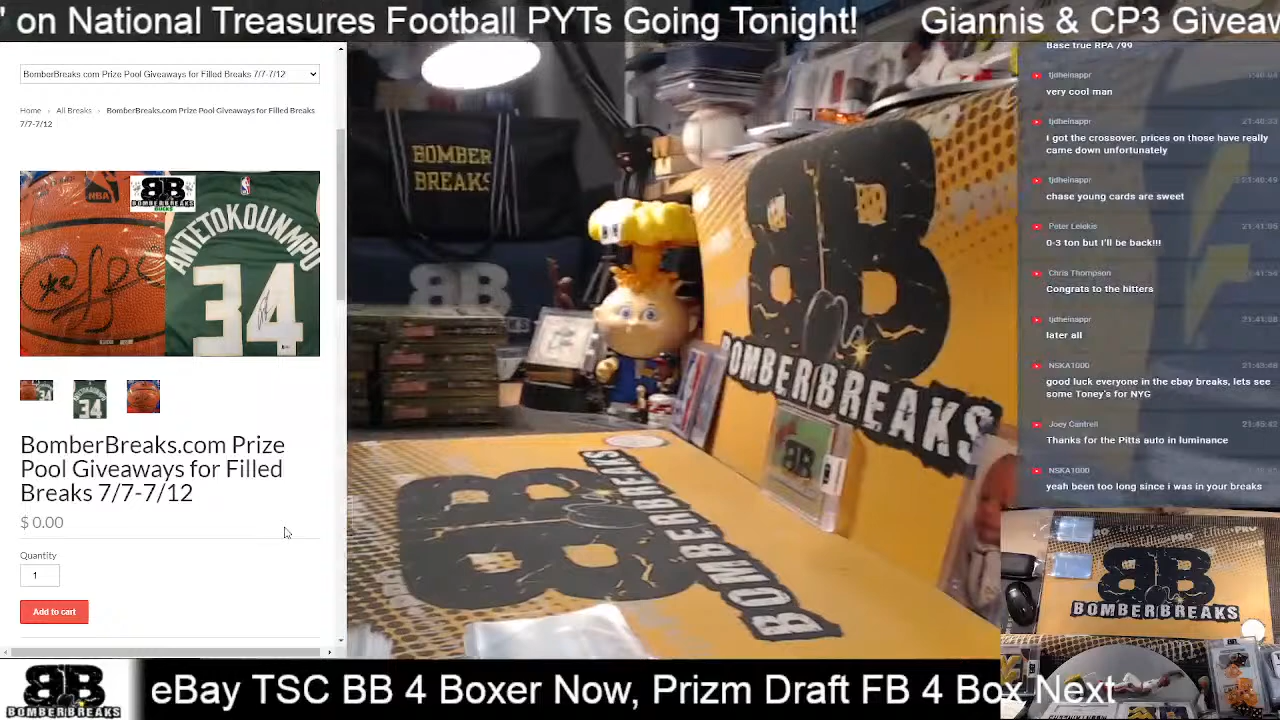 ' on National Treasures Football PYTs Going Tonight! Giannis & CP3 Giveaw
BomberBreaks com Prize Pool Giveaways for Filled Breaks 7/7-7/12
Home › All Breaks › BomberBreaks.com Prize Pool Giveaways for Filled Breaks
7/7-7/12
NBA
BB
BOMBERBREAKS
ANTETOKOUNMPO
34
BomberBreaks.com Prize
Pool Giveaways for Filled
Breaks 7/7-7/12
$ 0.00
Quantity
1
Add to cart
BOMBER
BREAKS
BB
BB
BOMBERBREAKS
BB
BB
BOMBERBREAKS
Base true RPA /99
tjdheinappr
very cool man
tjdheinappr
I got the crossover, prices on those have really
came down unfortunately
tjdheinappr
chase young cards are sweet
Peter Lelekis
0-3 ton but I'll be back!!!
Chris Thompson
Congrats to the hitters
tjdheinappr
later all
NSKA1000
good luck everyone in the ebay breaks, lets see
some Toney's for NYG
Joey Cantrell
Thanks for the Pitts auto in luminance
NSKA1000
yeah been too long since i was in your breaks
BB
BOMBERBREAKS
BB
BOMBERBREAKS
eBay TSC BB 4 Boxer Now, Prizm Draft FB 4 Box Next